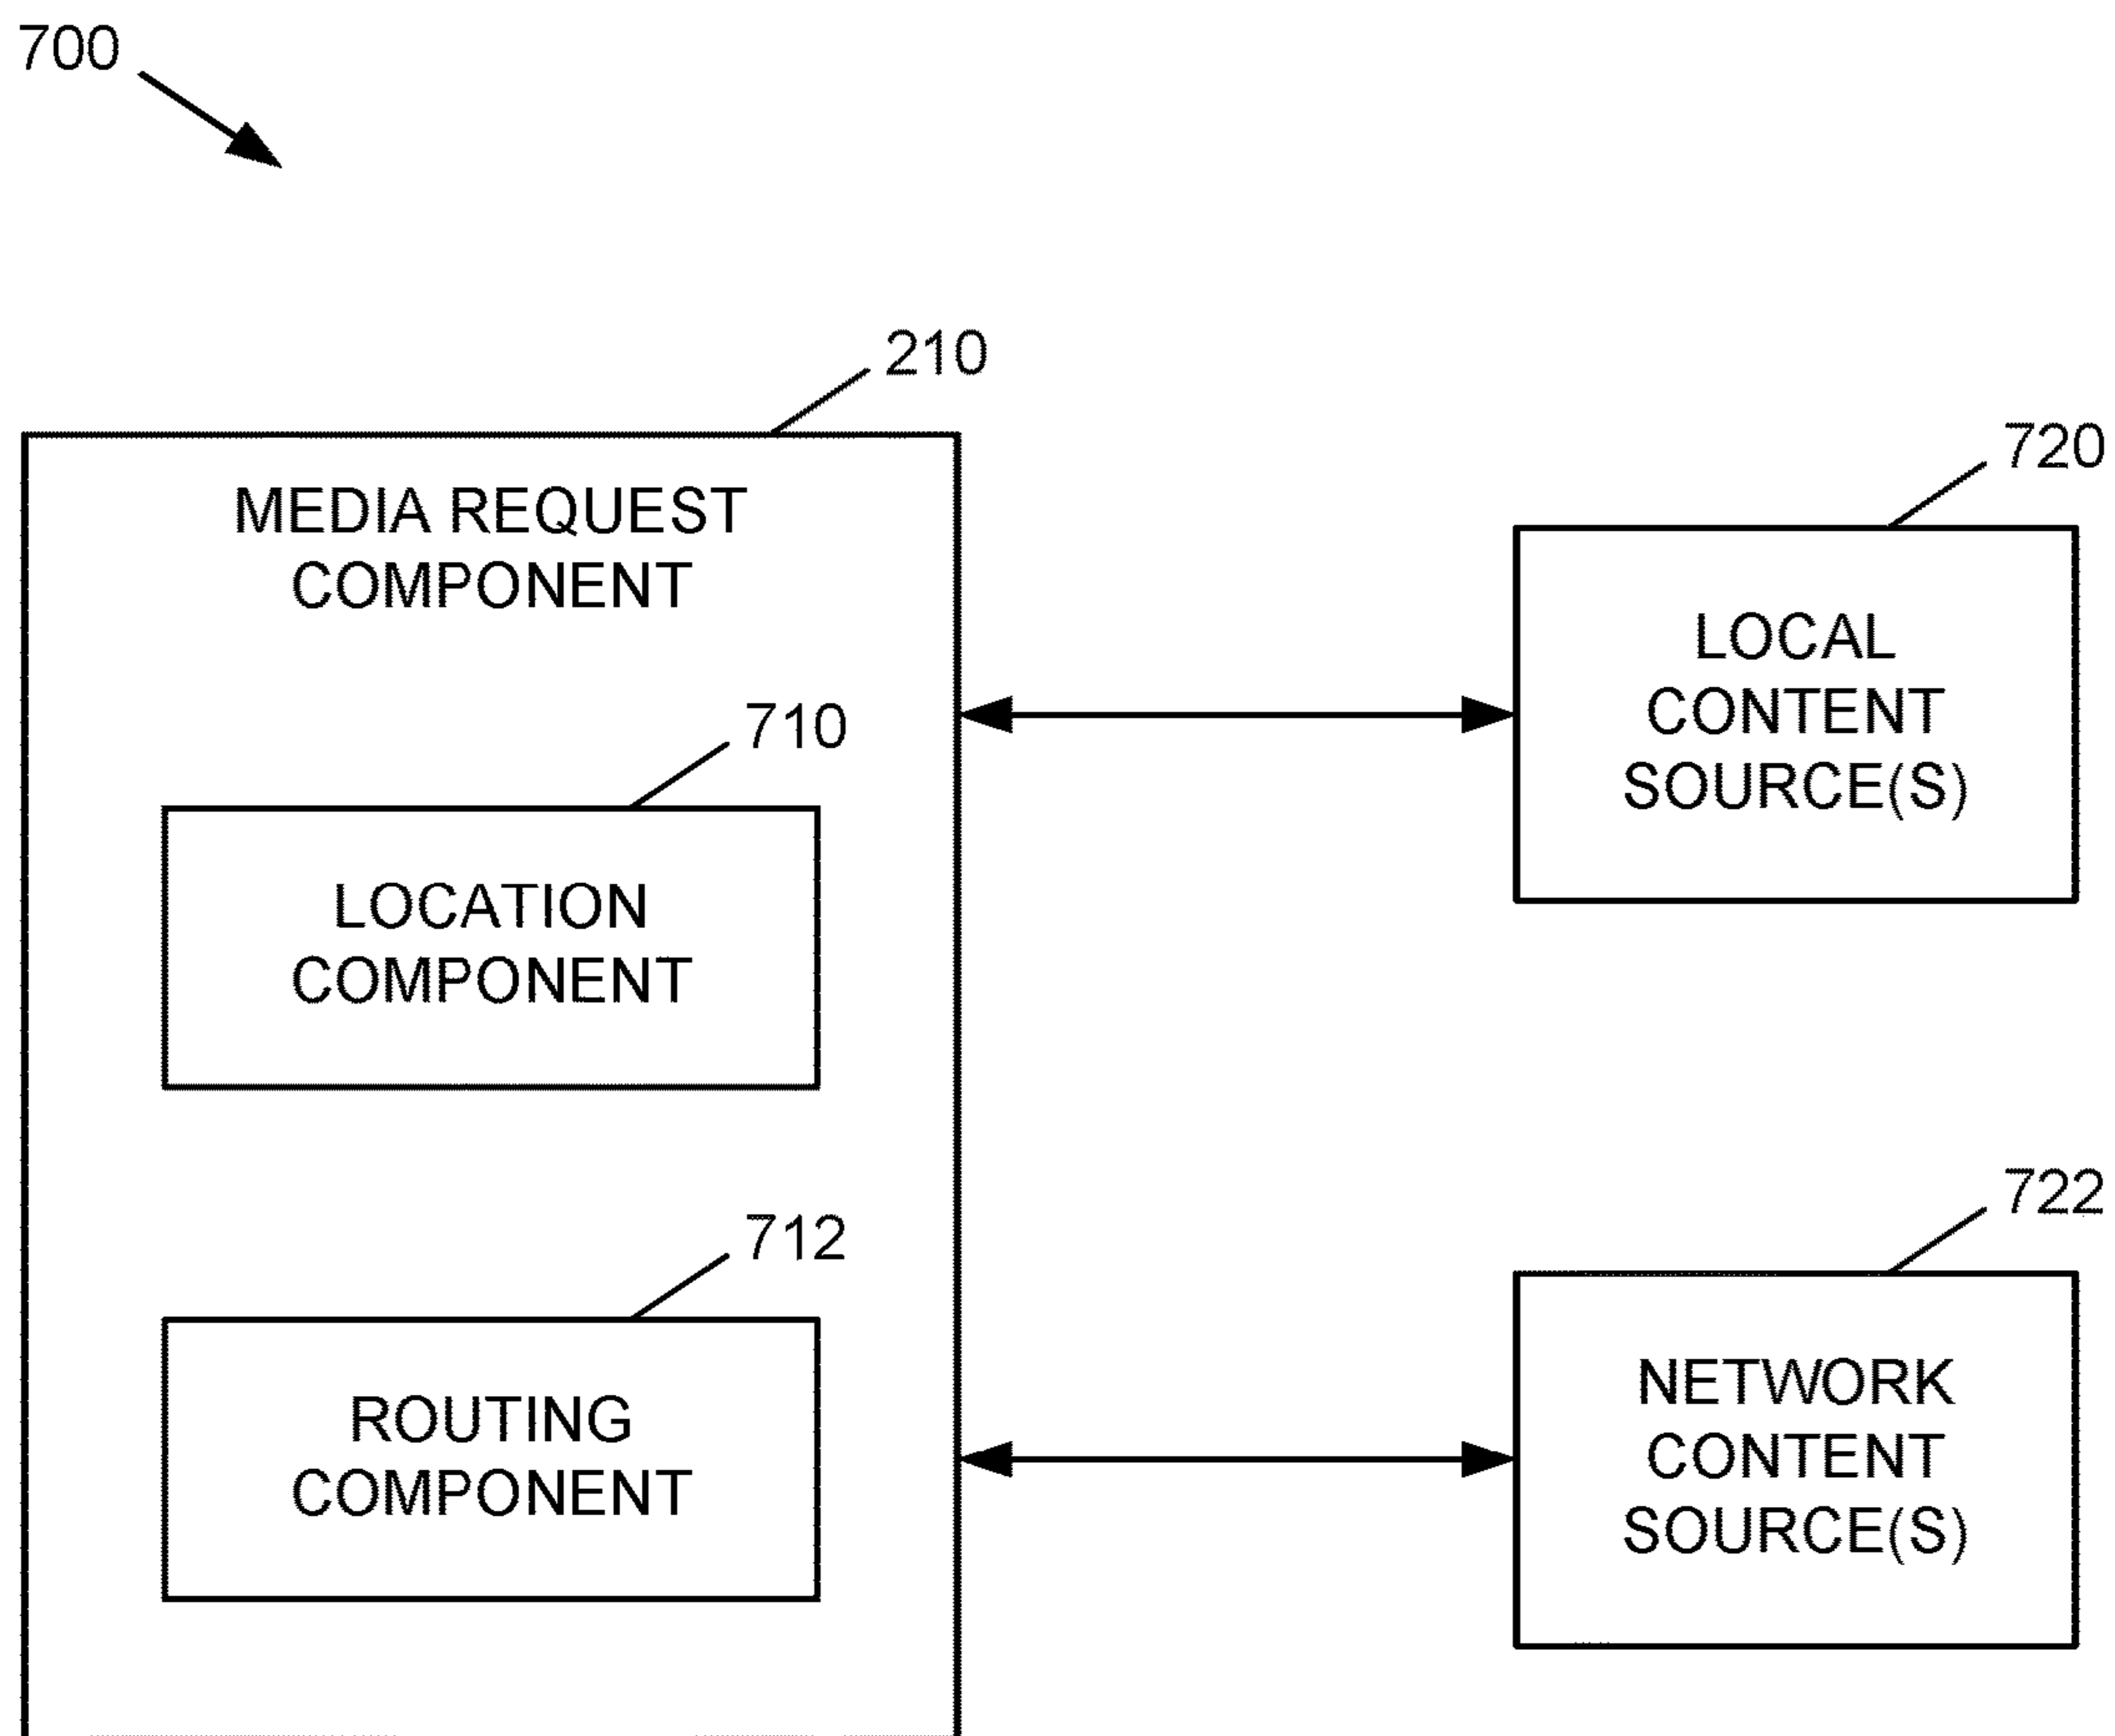 700
210
MEDIA REQUEST
COMPONENT
710
LOCATION
COMPONENT
712
ROUTING
COMPONENT
720
LOCAL
CONTENT
SOURCE(S)
722
NETWORK
CONTENT
SOURCE(S)